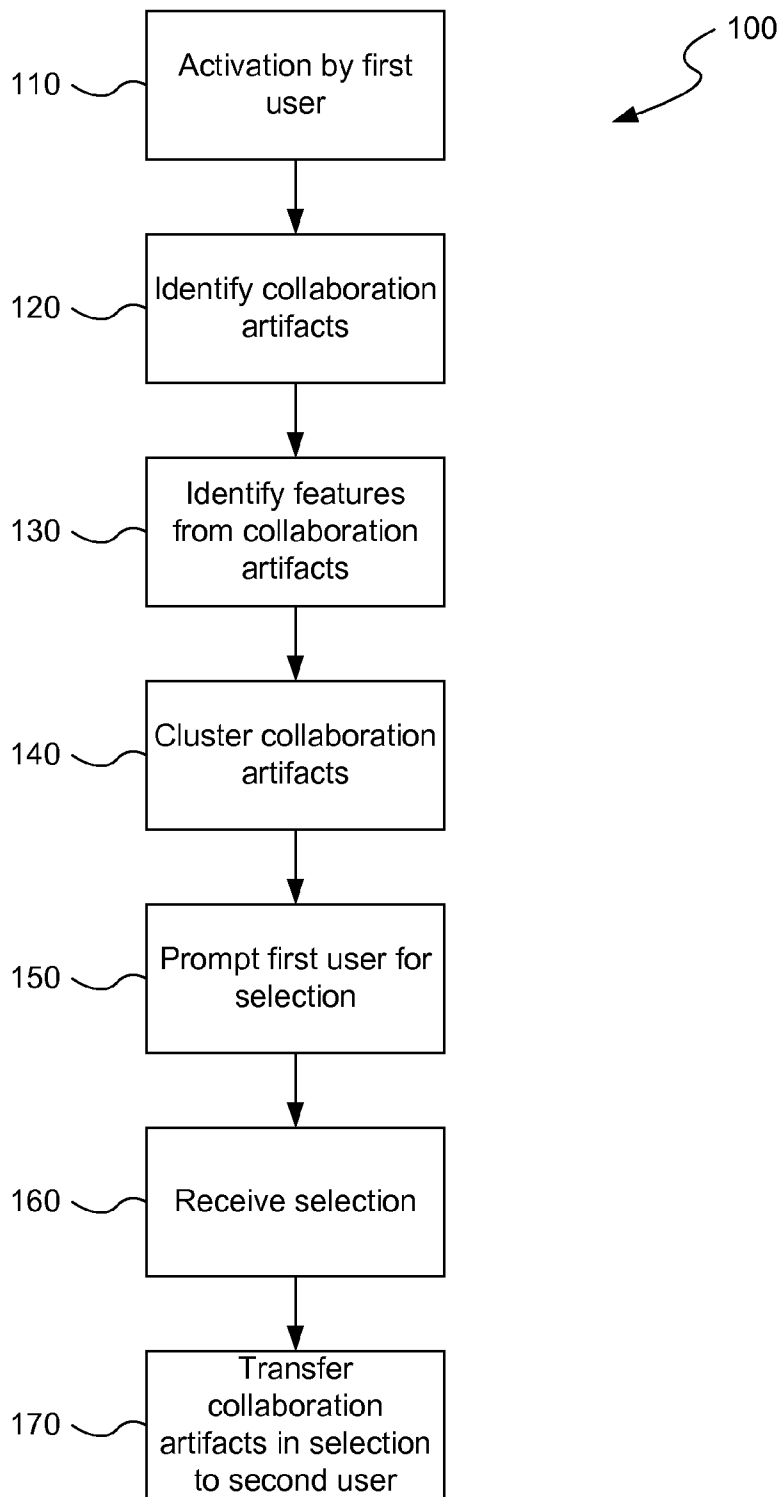 100
110
Activation by first
user
120
Identify collaboration
artifacts
130
Identify features
from collaboration
artifacts
140
Cluster collaboration
artifacts
150
Prompt first user for
selection
160
Receive selection
170
Transfer
collaboration
artifacts in selection
to second user